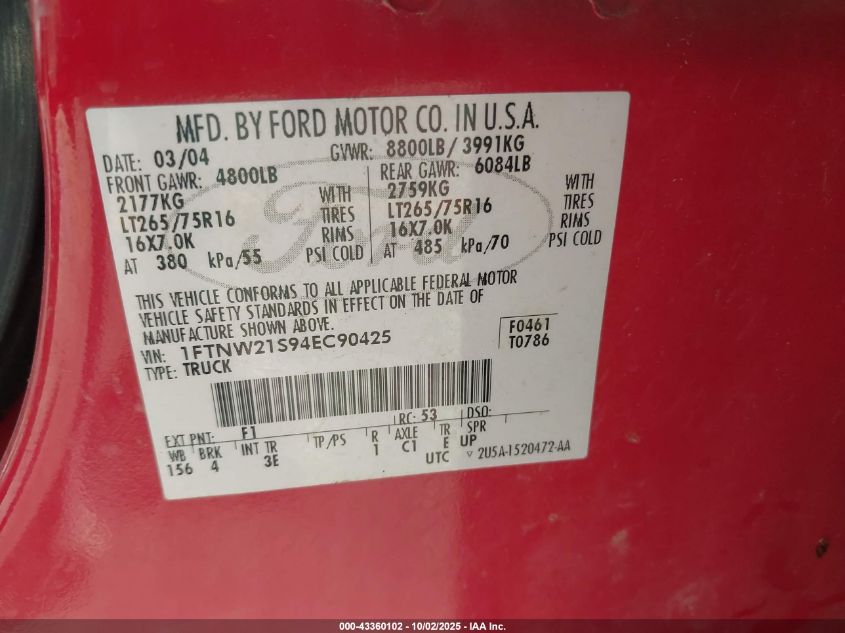 MFD. BY FORD MOTOR CO. IN U.S.A.
DATE: 03/04 GVWR: 8800LB/ 3991KG
FRONT GAWR: 4800LB REAR GAWR: 6084LB
2177KG WITH 2759KG WITH
LT265/75R16 TIRES LT265/75R16 TIRES
16X7.0K RIMS 16X7.0K RIMS
AT 380 kPa/55 PSI COLD AT 485 kPa/70 PSI COLD
Ford
THIS VEHICLE CONFORMS TO ALL APPLICABLE FEDERAL MOTOR
VEHICLE SAFETY STANDARDS IN EFFECT ON THE DATE OF
MANUFACTURE SHOWN ABOVE.
VIN: 1FTNW21S94EC90425 F0461
TYPE: TRUCK T0786
EXT PNT: F1 RC: 53 DSO:
WB BRK INT TR TP/PS R AXLE TR SPR
156 4 3E 1 C1 E UP
UTC ▽ 2U5A-1520472-AA
000-43360102 - 10/02/2025 - IAA Inc.